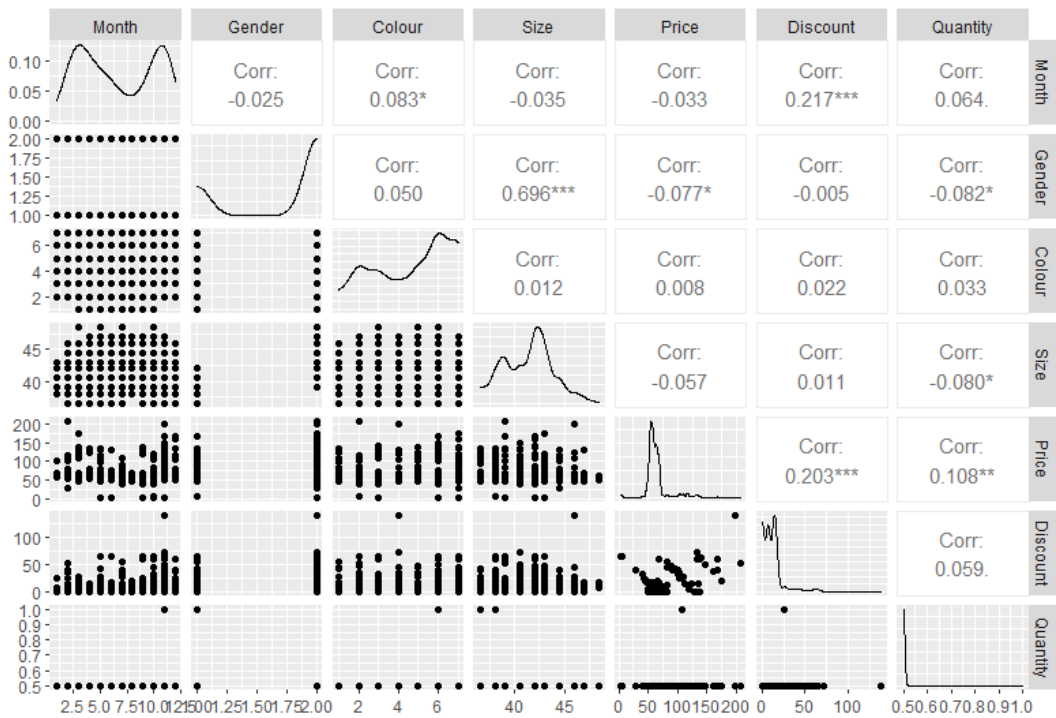 Month Gender Colour Size Price Discount Quantity
0.10
0.05
0.00
Corr:
-0.025
Corr:
0.083*
Corr:
-0.035
Corr:
-0.033
Corr:
0.217***
Corr:
0.064.
Month
2.00
1.75
1.50
1.25
1.00
Corr:
0.050
Corr:
0.696***
Corr:
-0.077*
Corr:
-0.005
Corr:
-0.082*
Gender
6
4
2
Corr:
0.012
Corr:
0.008
Corr:
0.022
Corr:
0.033
Colour
45
40
Corr:
-0.057
Corr:
0.011
Corr:
-0.080*
Size
200
150
100
50
0
Corr:
0.203***
Corr:
0.108**
Price
100
50
0
Corr:
0.059.
Discount
1.0
0.9
0.8
0.7
0.6
0.5
Quantity
2.5 5.0 7.5 10.0 12.5 1.00 1.25 1.50 1.75 2.00 2 4 6 40 45 0 50 100 150 200 0 50 100 0.5 0.6 0.7 0.8 0.9 1.0